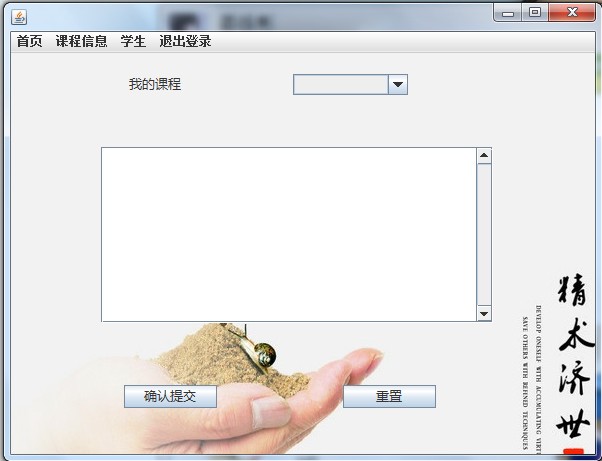 首页 课程信息 学生 退出登录
我的课程
确认提交 重置
精术济世
DEVELOP ONESELF WITH ACCUMULATING VIRT
SAVE OTHERS WITH REFINED TECHNIQUES